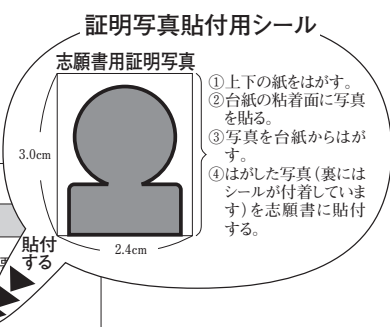 証明写真貼付用シール
志願書用証明写真
3.0cm
2.4cm
①上下の紙をはがす。
②台紙の粘着面に写真
を貼る。
③写真を台紙からはが
す。
④はがした写真（裏には
シールが付着していま
す）を志願書に貼付
する。
貼付
する